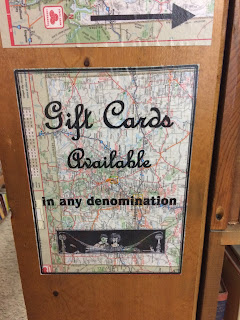 Gift Cards
Available
in any denomination